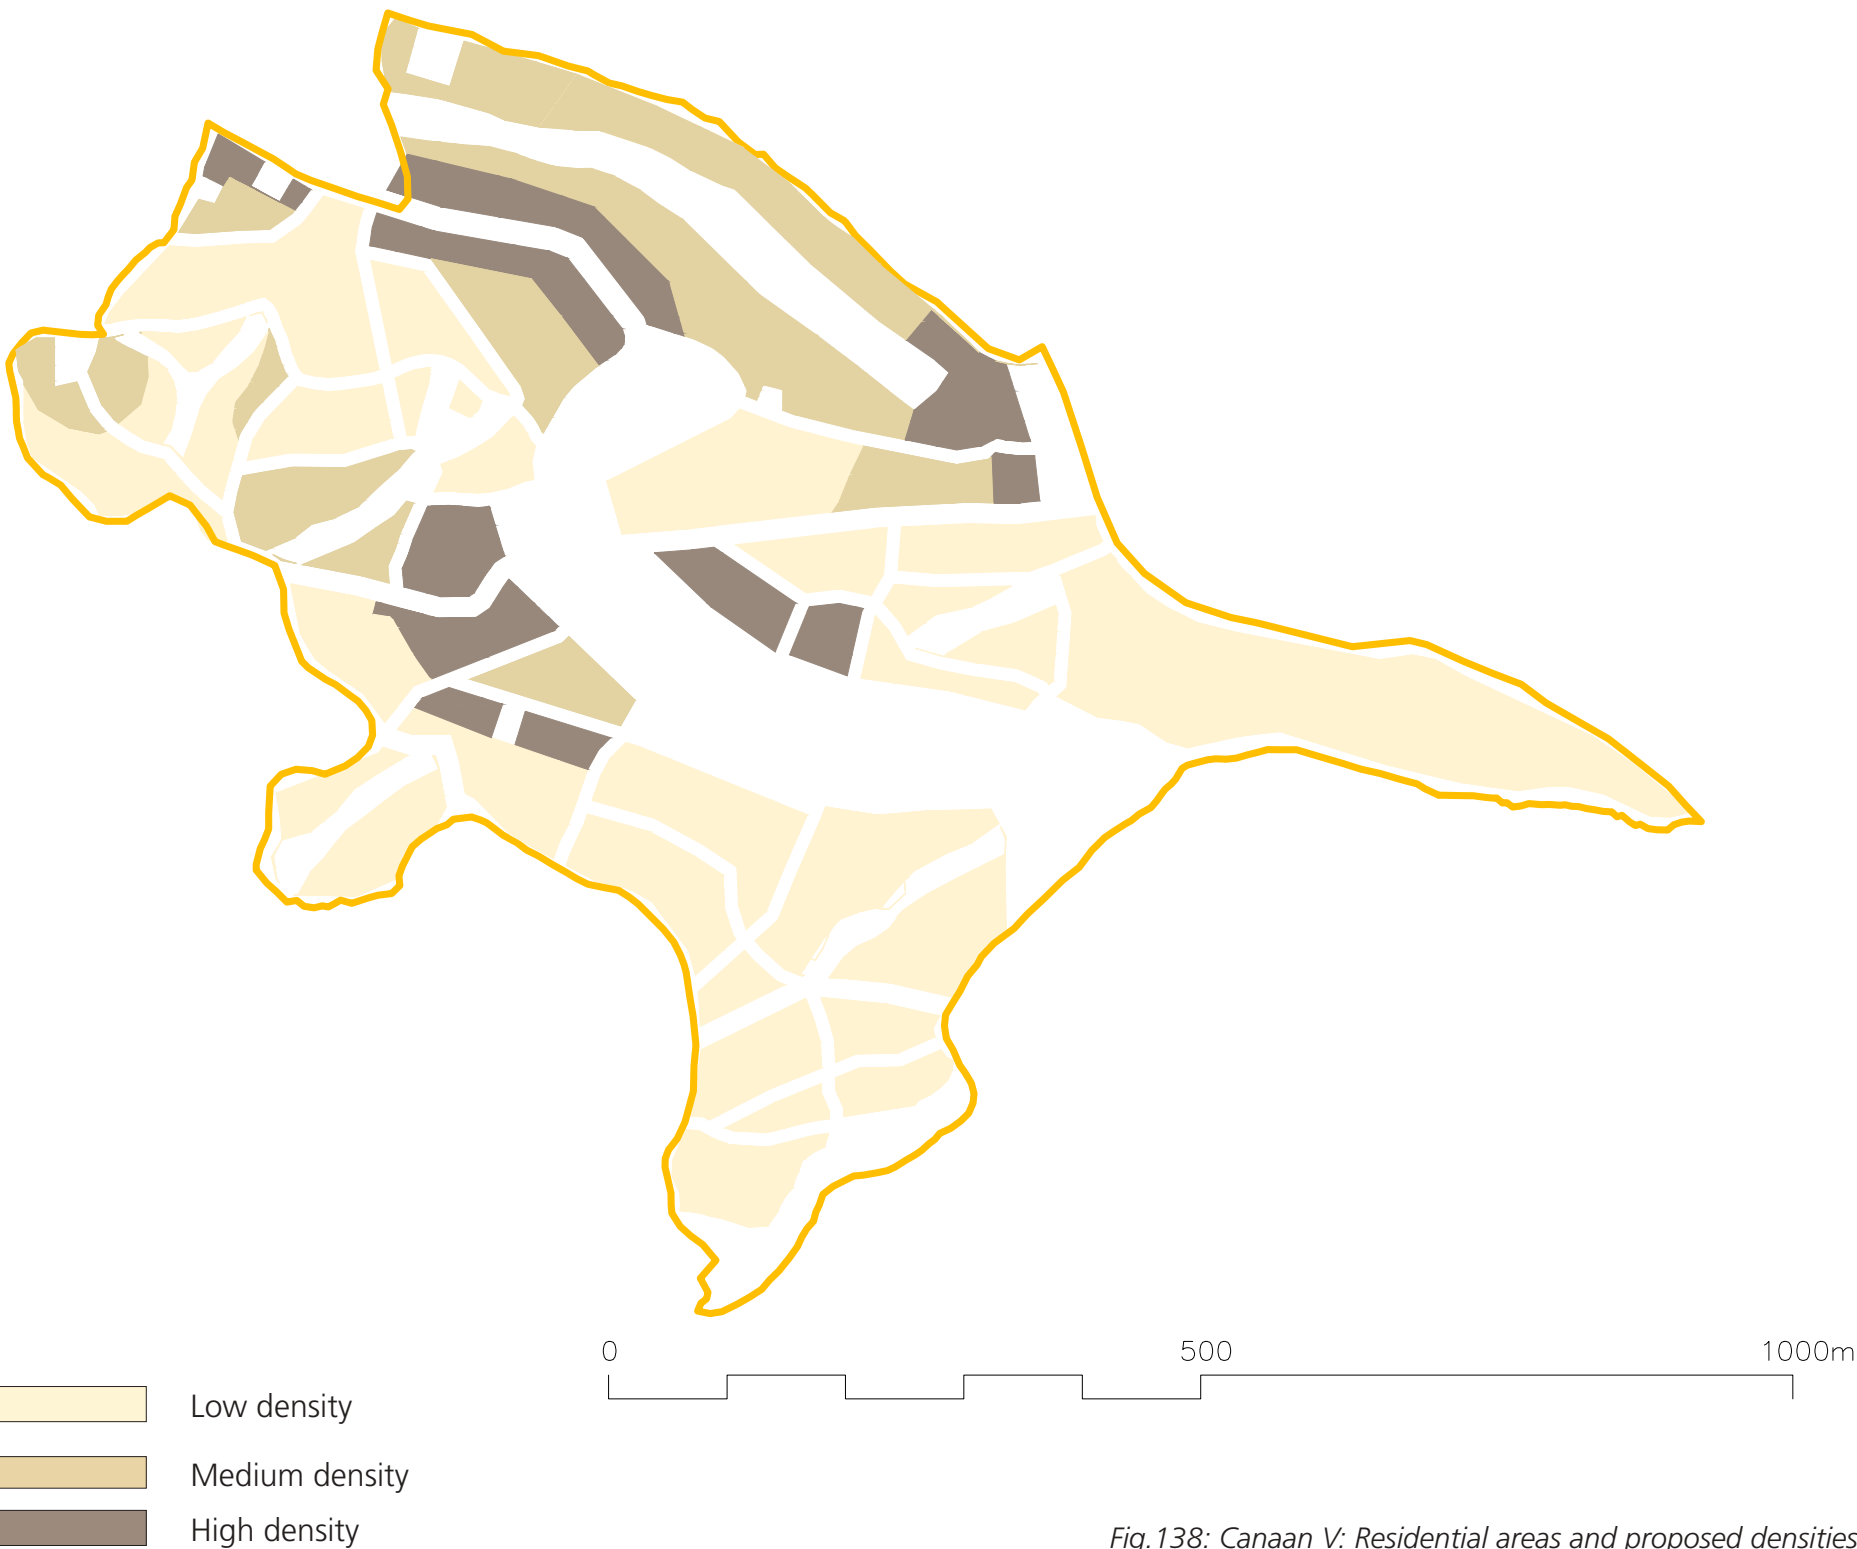 0 500 1000m
Low density
Medium density
High density
Fig.138: Canaan V: Residential areas and proposed densities